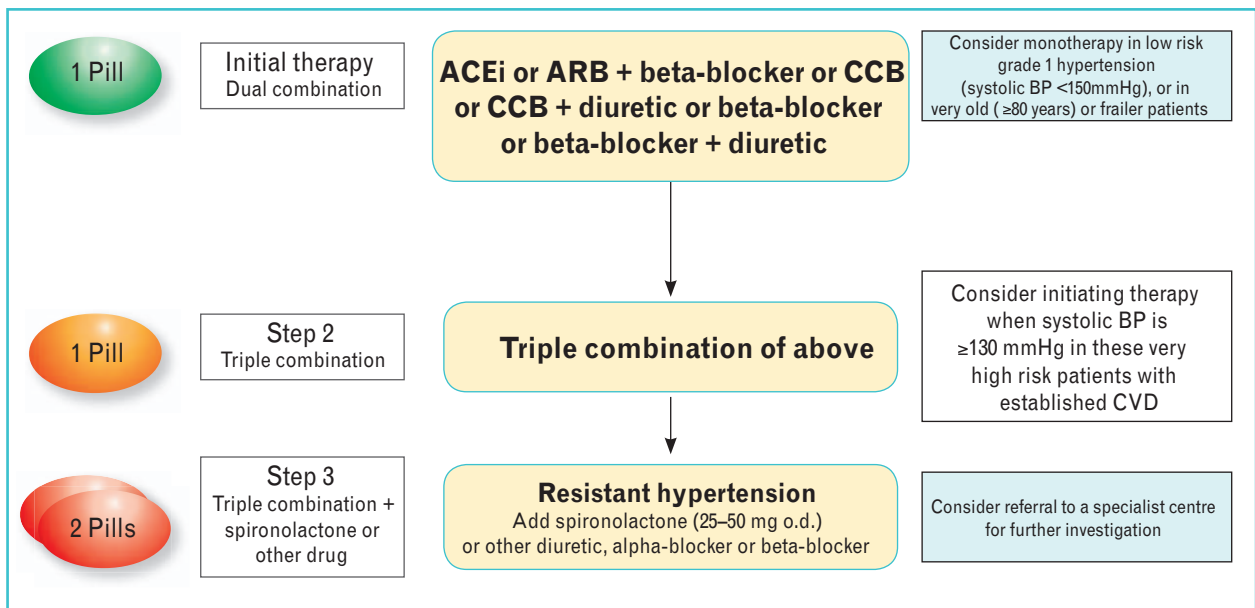 1 Pill
Initial therapy
Dual combination
ACEi or ARB + beta-blocker or CCB
or CCB + diuretic or beta-blocker
or beta-blocker + diuretic
Consider monotherapy in low risk
grade 1 hypertension
(systolic BP <150mmHg), or in
very old ( ≥80 years) or frailer patients
1 Pill
Step 2
Triple combination
Triple combination of above
Consider initiating therapy
when systolic BP is
≥130 mmHg in these very
high risk patients with
established CVD
2 Pills
Step 3
Triple combination +
spironolactone or
other drug
Resistant hypertension
Add spironolactone (25–50 mg o.d.)
or other diuretic, alpha-blocker or beta-blocker
Consider referral to a specialist centre
for further investigation